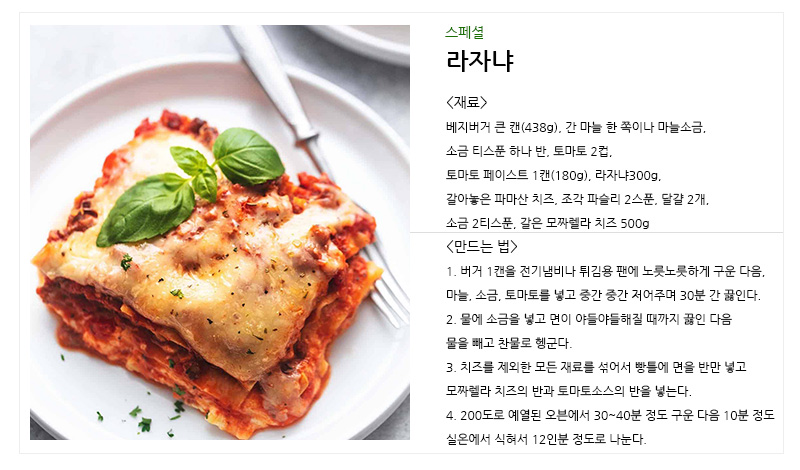 스페셜
라자냐
<재료>
베지버거 큰 캔(438g), 간 마늘 한 쪽이나 마늘소금,
소금 티스푼 하나 반, 토마토 2컵,
토마토 페이스트 1캔(180g), 라자냐300g,
갈아놓은 파마산 치즈, 조각 파슬리 2스푼, 달걀 2개,
소금 2티스푼, 갈은 모짜렐라 치즈 500g
<만드는 법>
1. 버거 1캔을 전기냄비나 튀김용 팬에 노릇노릇하게 구운 다음,
마늘, 소금, 토마토를 넣고 중간 중간 저어주며 30분 간 끓인다.
2. 물에 소금을 넣고 면이 야들야들해질 때까지 끓인 다음
물을 빼고 찬물로 헹군다.
3. 치즈를 제외한 모든 재료를 섞어서 빵틀에 면을 반만 넣고
모짜렐라 치즈의 반과 토마토소스의 반을 넣는다.
4. 200도로 예열된 오븐에서 30~40분 정도 구운 다음 10분 정도
실온에서 식혀서 12인분 정도로 나눈다.